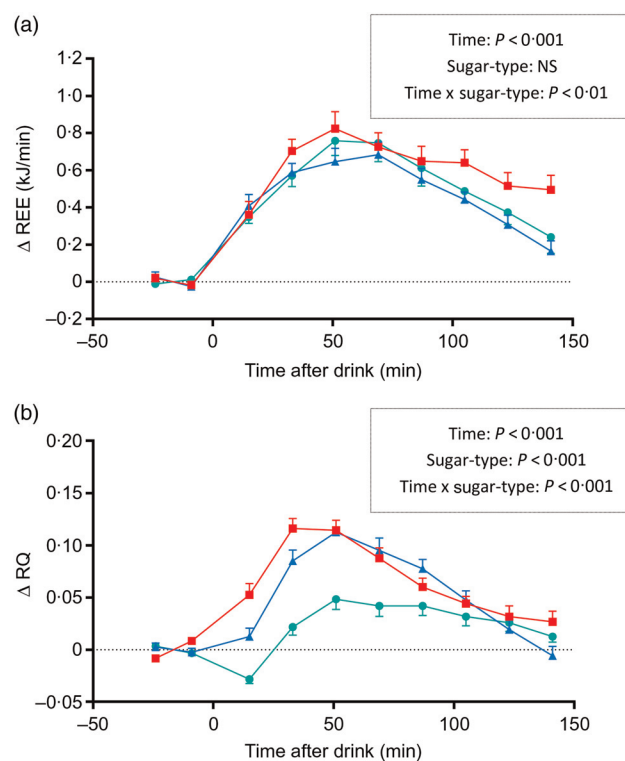 (a)
Time: P < 0·001
Sugar-type: NS
Time x sugar-type: P < 0·01
1·2
1·0
0·8
0·6
0·4
0·2
0
–0·2
Δ REE (kJ/min)
–50
0
50
100
150
Time after drink (min)
(b)
Time: P < 0·001
Sugar-type: P < 0·001
Time x sugar-type: P < 0·001
0·20
0·15
0·10
0·05
0
–0·05
Δ RQ
–50
0
50
100
150
Time after drink (min)